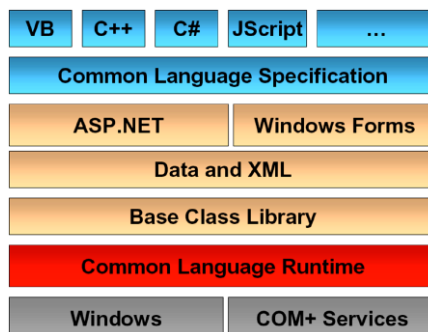 VB C++ C# JScript ...
Common Language Specification
ASP.NET Windows Forms
Data and XML
Base Class Library
Common Language Runtime
Windows COM+ Services